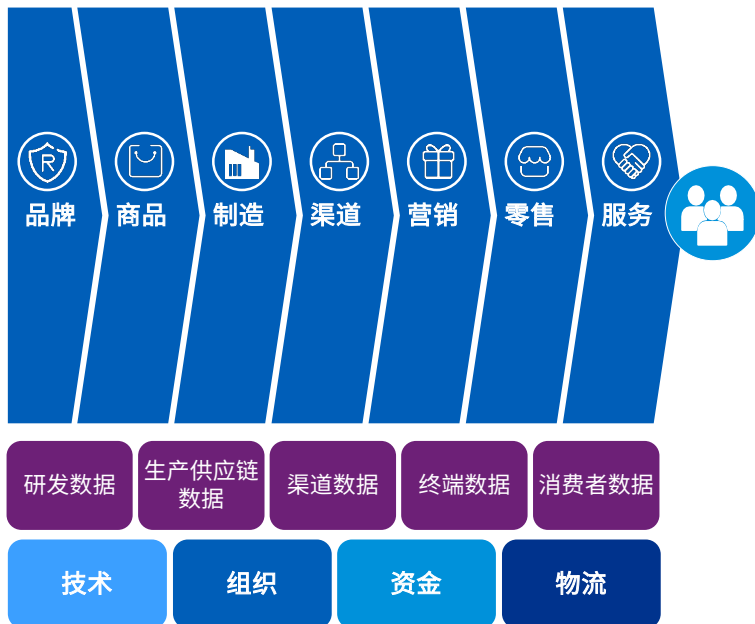 R
品牌
商品
制造
渠道
营销
零售
服务
研发数据
生产供应链
数据
渠道数据
终端数据
消费者数据
技术
组织
资金
物流